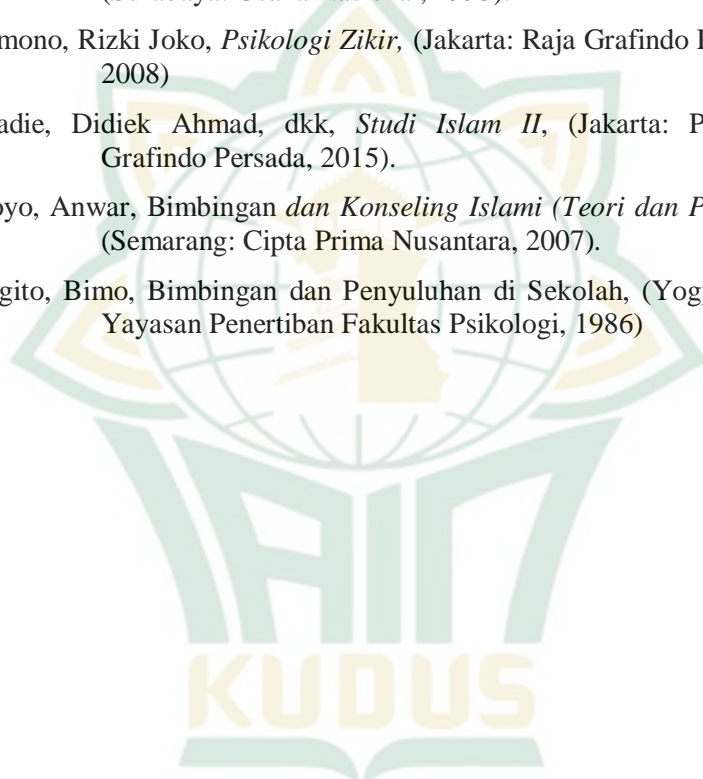 mono, Rizki Joko, Psikologi Zikir, (Jakarta: Raja Grafindo P
2008)
adie, Didiek Ahmad, dkk, Studi Islam II, (Jakarta: P
Grafindo Persada, 2015).
oyo, Anwar, Bimbingan dan Konseling Islami (Teori dan P
(Semarang: Cipta Prima Nusantara, 2007).
gito, Bimo, Bimbingan dan Penyuluhan di Sekolah, (Yog
Yayasan Penertiban Fakultas Psikologi, 1986)
IAIN
KUDUS